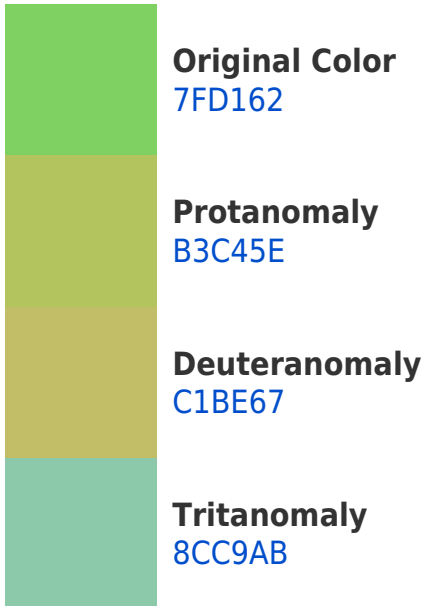 Original Color
7FD162
Protanomaly
B3C45E
Deuteranomaly
C1BE67
Tritanomaly
8CC9AB